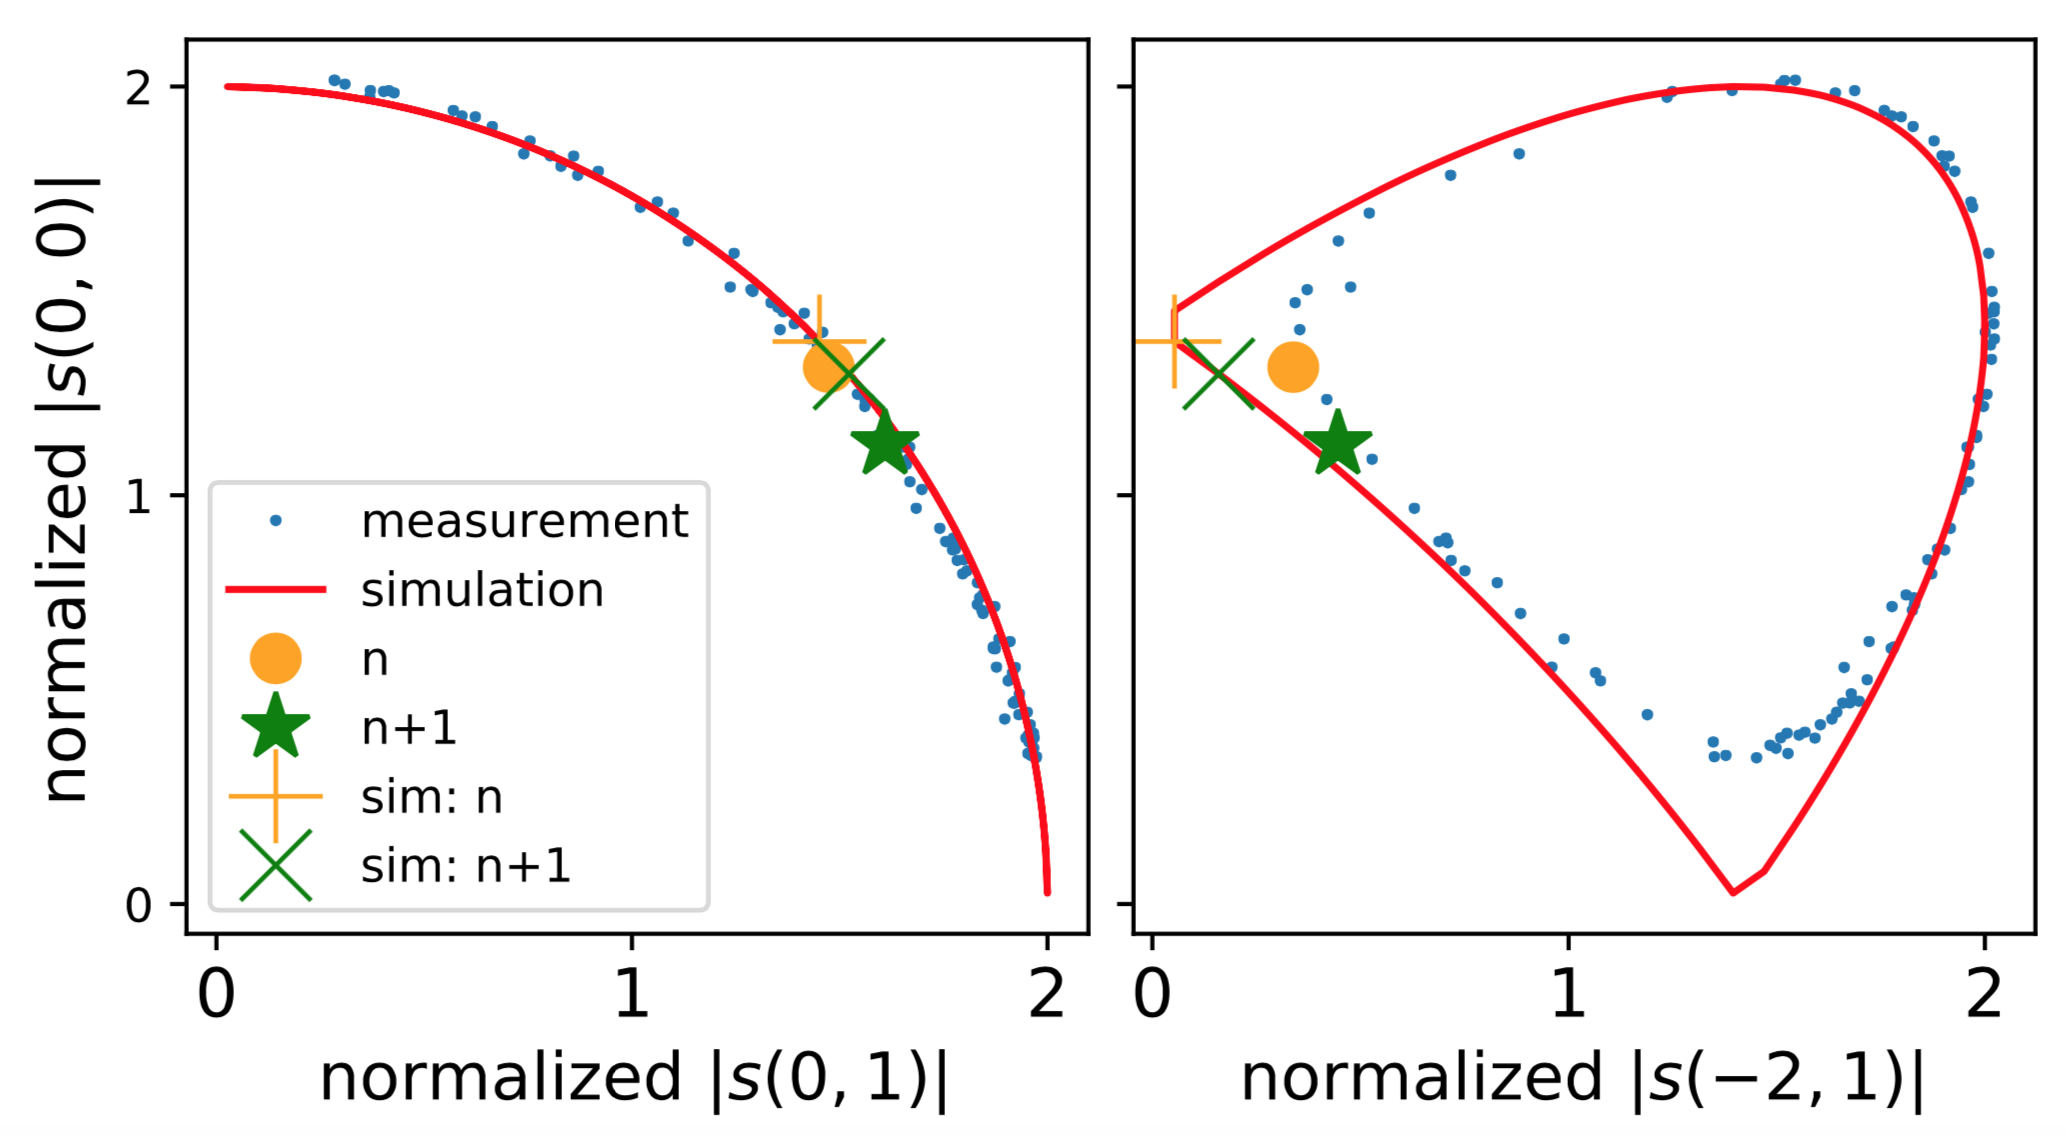 normalized |s(0, 0)|
2
1
0
measurement
simulation
n
n+1
sim: n
sim: n+1
0 1 2
0 1 2
normalized |s(0, 1)|
normalized |s(−2, 1)|